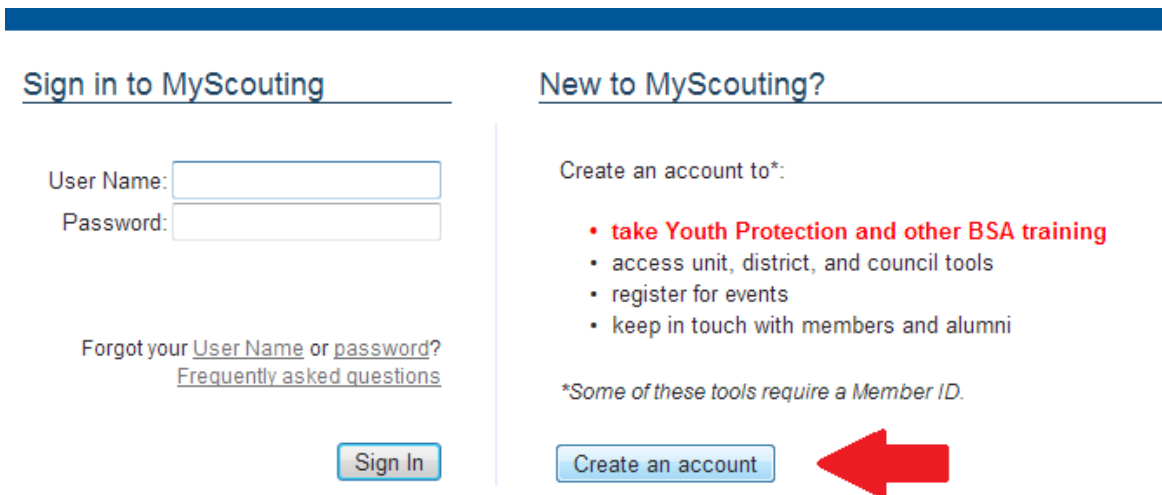 Sign in to MyScouting
User Name:
Password:
Forgot your User Name or password?
Frequently asked questions
Sign In
New to MyScouting?
Create an account to*:
• take Youth Protection and other BSA training
• access unit, district, and council tools
• register for events
• keep in touch with members and alumni
*Some of these tools require a Member ID.
Create an account